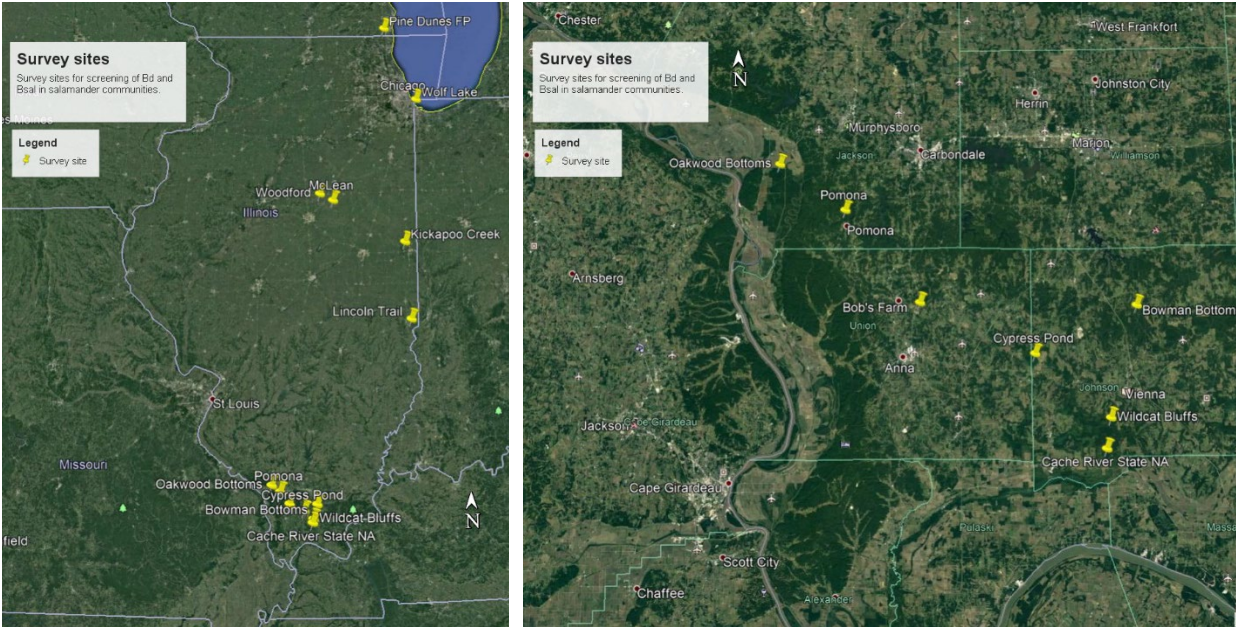 Pine Dunes FP
Survey sites
Survey sites for screening of Bd and
Bsal in salamander communities.
Chicago
Wolf Lake
Legend
Survey site
McLean
Woodford
Illinois
Kickapoo Creek
Lincoln Trail
St Louis
Missouri
Pomona
Oakwood Bottoms
Cypress Pond
Bowman Bottoms
Wildcat Bluffs
Cache River State NA
N
field
Chester
West Frankfort
Survey sites
Survey sites for screening of Bd and
Bsal in salamander communities.
N
Johnston City
Herrin
Legend
Survey site
Murphysboro
Marion
Oakwood Bottoms
Jackson
Carbondale
Williamson
Pomona
Pomona
Arnsberg
Bob's Farm
Bowman Bottom
Union
Cypress Pond
Anna
Johnson
Vienna
Wildcat Bluffs
Jackson
Cape Girardeau
Cache River State NA
Cape Girardeau
Pulaski
Massa
Scott City
Chaffee
Alexander